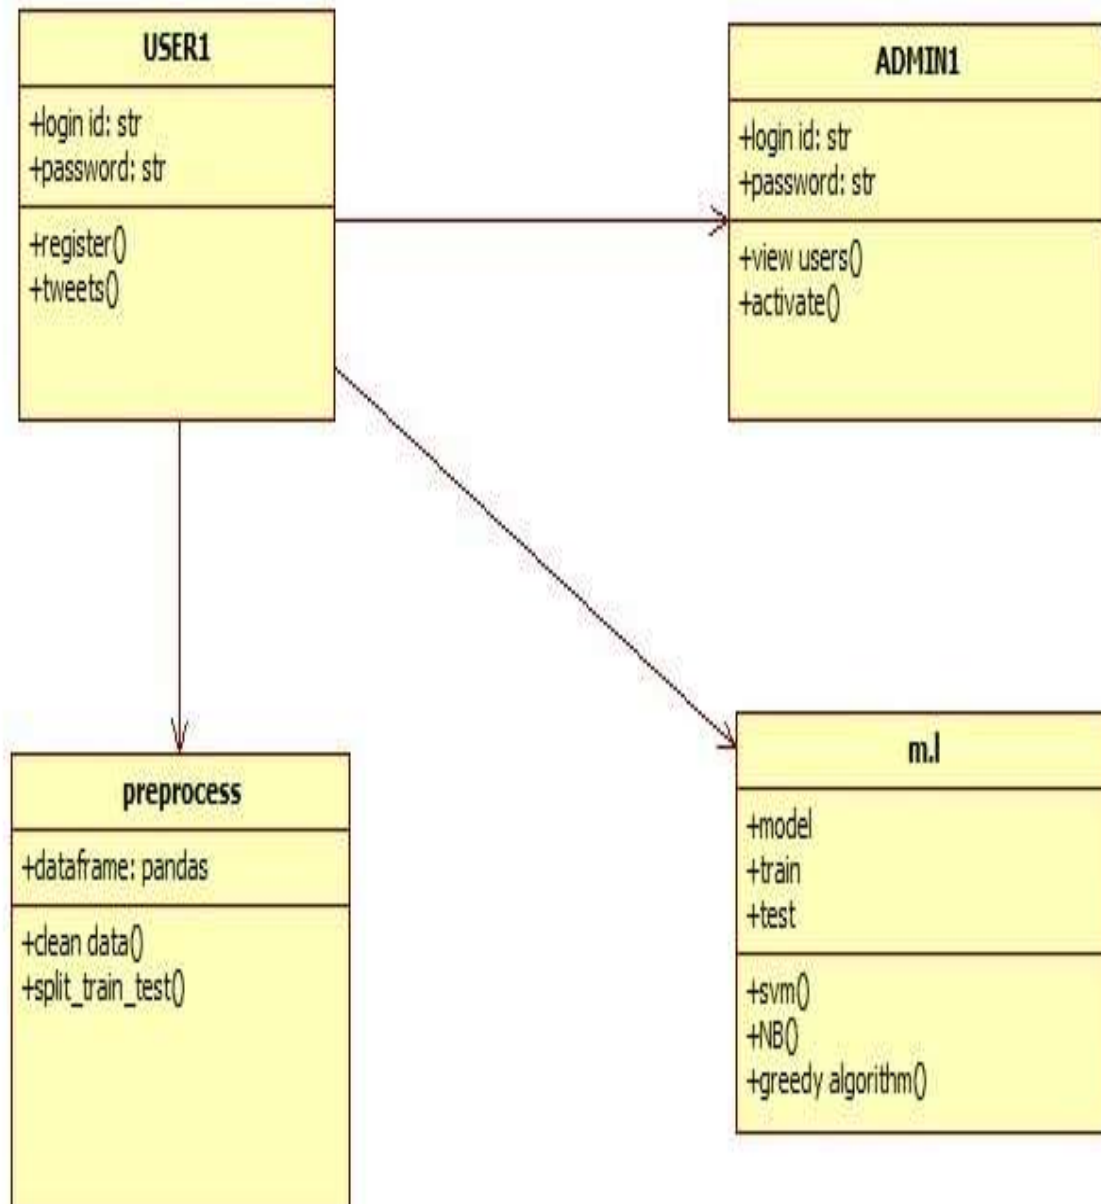 USER1
+login id: str
+password: str
+register()
+tweets()
ADMIN1
+login id: str
+password: str
+view users()
+activate()
preprocess
+dataframe: pandas
+clean data()
+split_train_test()
m.l
+model
+train
+test
+svm()
+NB()
+greedy algorithm()